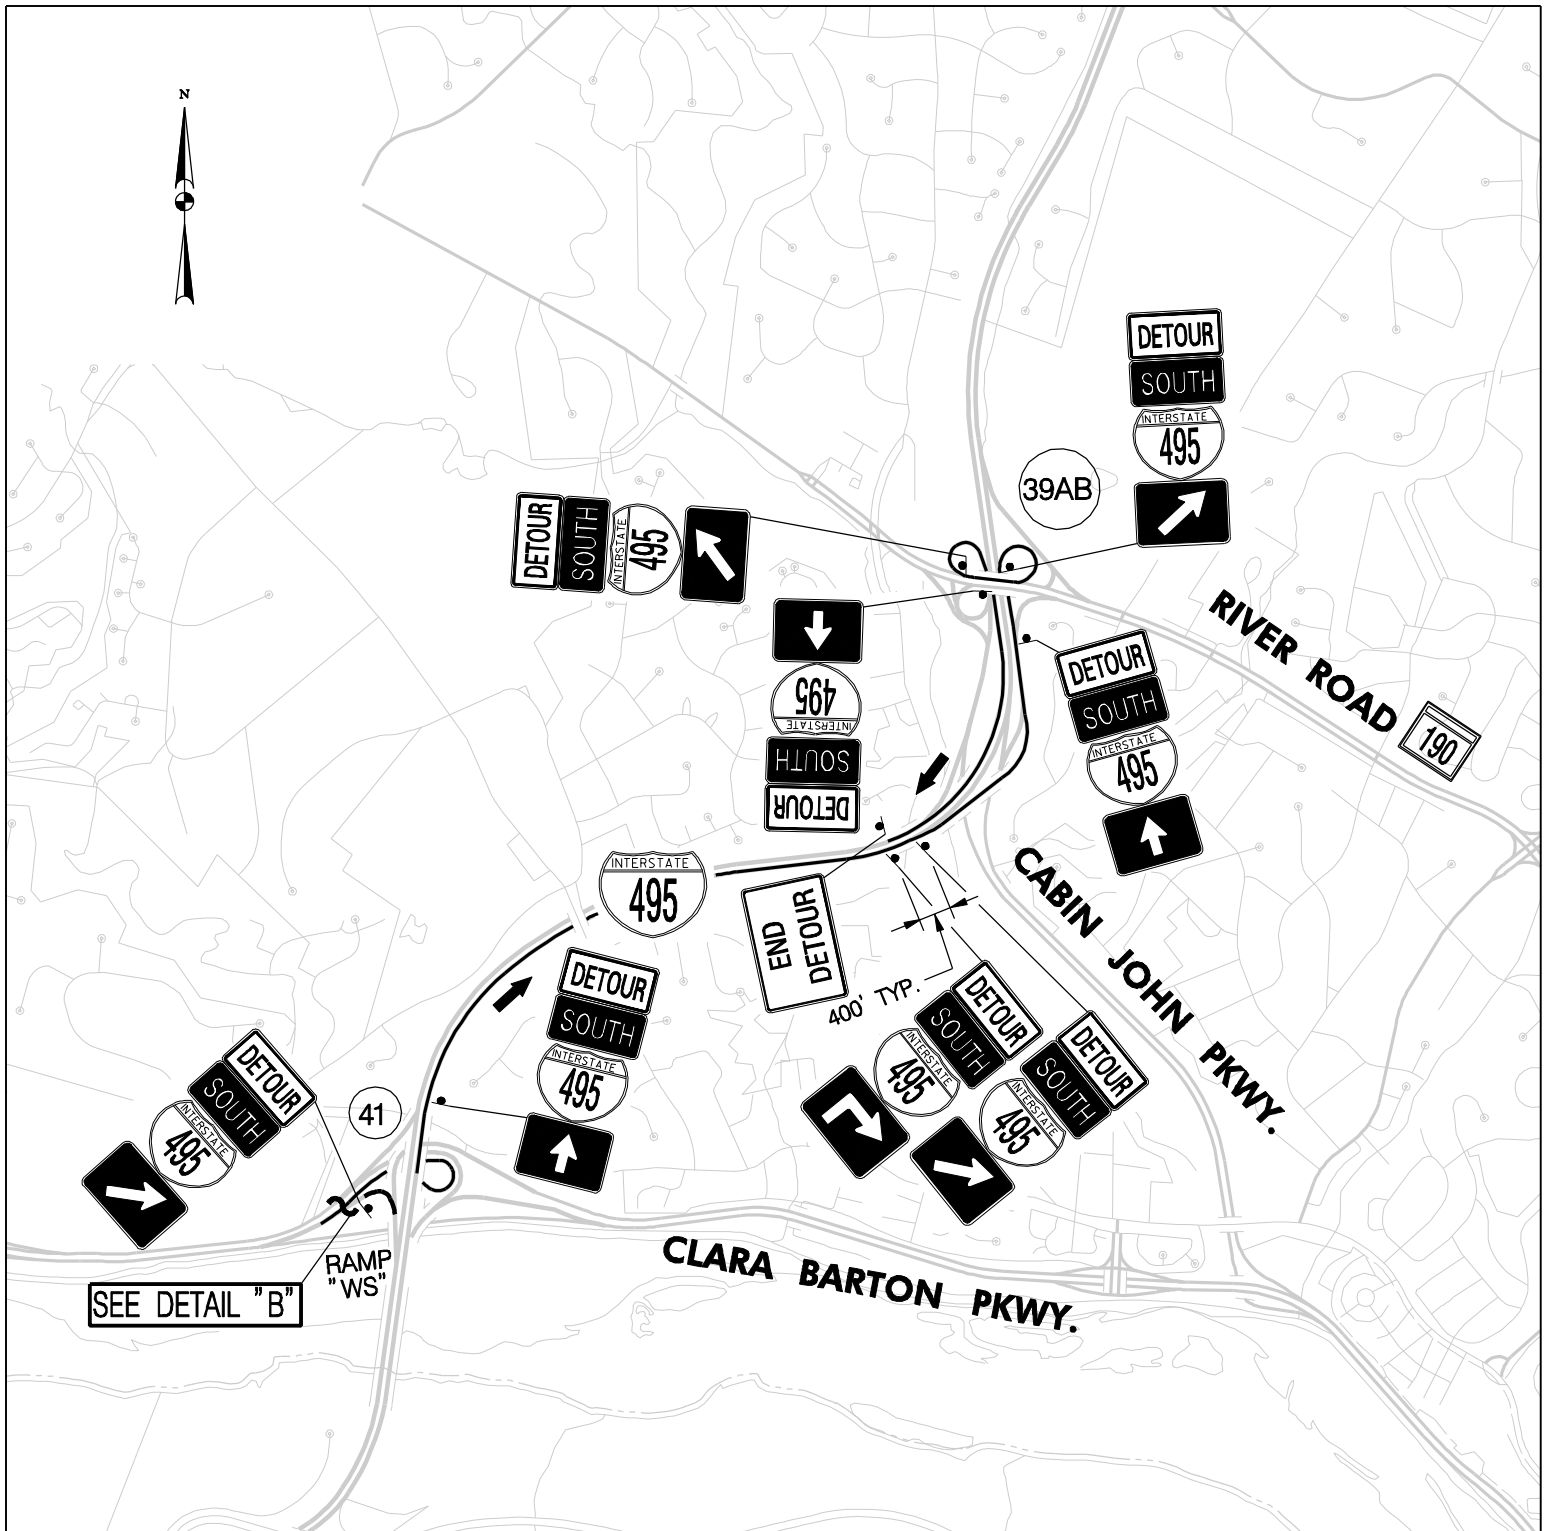 N
DETOUR
SOUTH
INTERSTATE
495
39AB
DETOUR
SOUTH
INTERSTATE
495
INTERSTATE
495
SOUTH
DETOUR
RIVER ROAD
190
DETOUR
SOUTH
INTERSTATE
495
INTERSTATE
495
END
DETOUR
400' TYP.
CABIN JOHN PKWY.
DETOUR
SOUTH
INTERSTATE
495
DETOUR
SOUTH
INTERSTATE
495
DETOUR
SOUTH
INTERSTATE
495
DETOUR
SOUTH
INTERSTATE
495
41
RAMP
"WS"
SEE DETAIL "B"
CLARA BARTON PKWY.